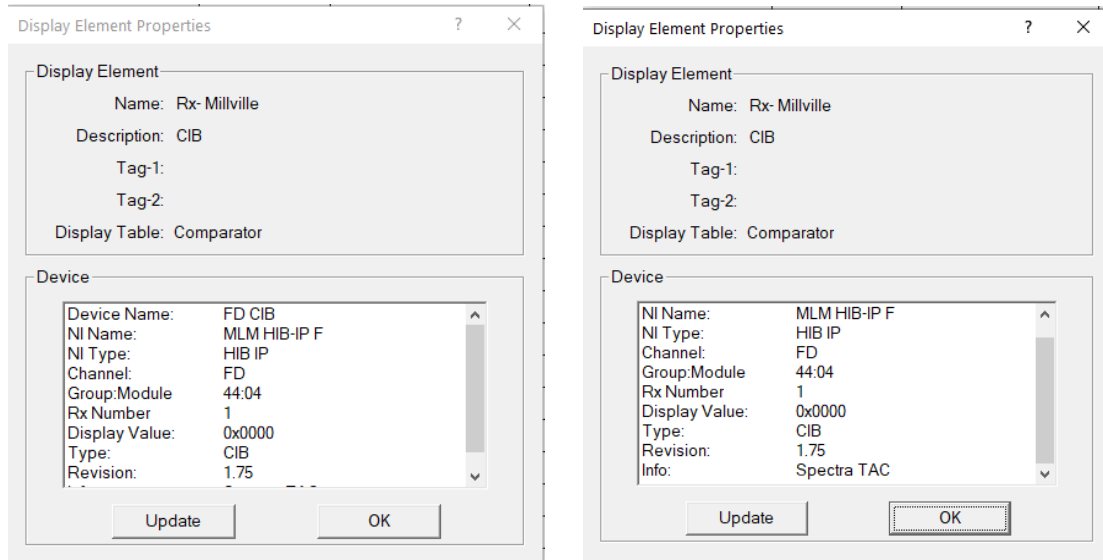 Display Element Properties ? ×
Display Element
Name: Rx- Millville
Description: CIB
Tag-1:
Tag-2:
Display Table: Comparator
Device
Device Name: FD CIB
NI Name: MLM HIB-IP F
NI Type: HIB IP
Channel: FD
Group:Module 44:04
Rx Number 1
Display Value: 0x0000
Type: CIB
Revision: 1.75
Update OK
Display Element Properties ? ×
Display Element
Name: Rx- Millville
Description: CIB
Tag-1:
Tag-2:
Display Table: Comparator
Device
NI Name: MLM HIB-IP F
NI Type: HIB IP
Channel: FD
Group:Module 44:04
Rx Number 1
Display Value: 0x0000
Type: CIB
Revision: 1.75
Info: Spectra TAC
Update OK